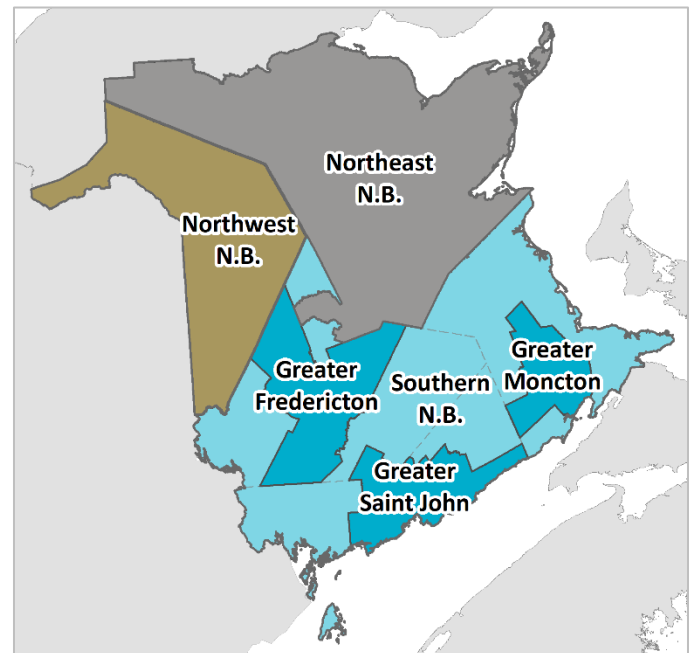 Northeast
N.B.
Northwest
N.B.
Greater
Moncton
Greater
Fredericton
Southern
N.B.
Greater
Saint John